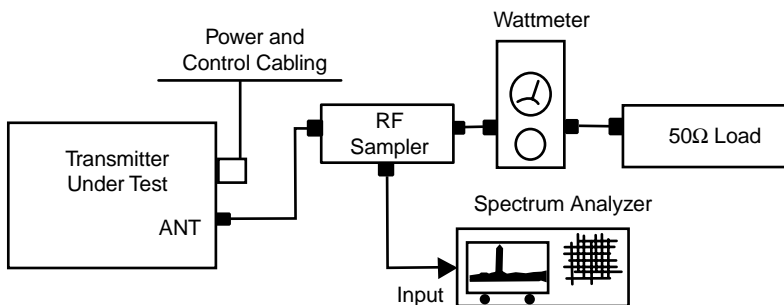 Power and
Control Cabling
Wattmeter
RF
Sampler
50Ω Load
Transmitter
Under Test
ANT
Spectrum Analyzer
Input